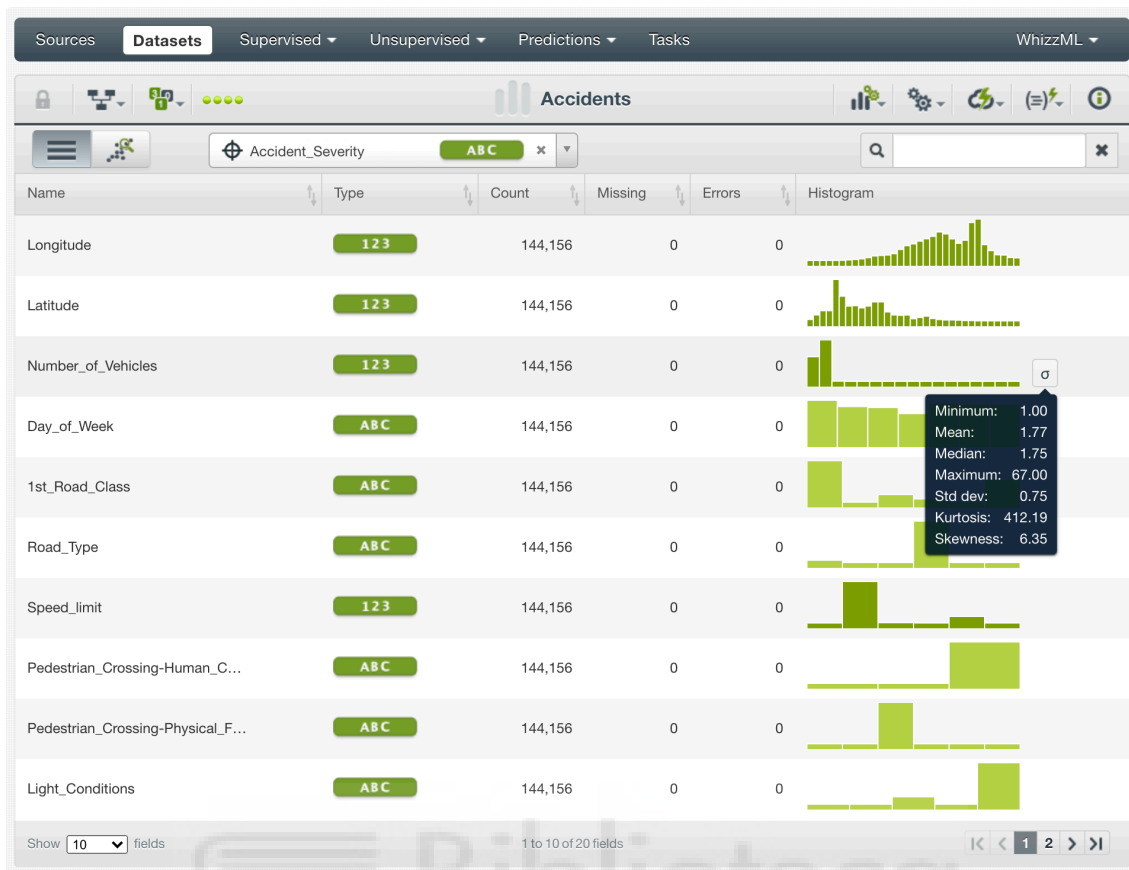 Sources Datasets Supervised Unsupervised Predictions Tasks WhizzML
Accidents
Accident_Severity ABC
Name Type Count Missing Errors Histogram
Longitude 123 144,156 0 0
Latitude 123 144,156 0 0
Number_of_Vehicles 123 144,156 0 0
σ
Day_of_Week ABC 144,156 0 0
Minimum: 1.00
Mean: 1.77
Median: 1.75
Maximum: 67.00
Std dev: 0.75
Kurtosis: 412.19
Skewness: 6.35
1st_Road_Class ABC 144,156 0 0
Road_Type ABC 144,156 0 0
Speed_limit 123 144,156 0 0
Pedestrian_Crossing-Human_C... ABC 144,156 0 0
Pedestrian_Crossing-Physical_F... ABC 144,156 0 0
Light_Conditions ABC 144,156 0 0
Show 10 fields 1 to 10 of 20 fields 1 2